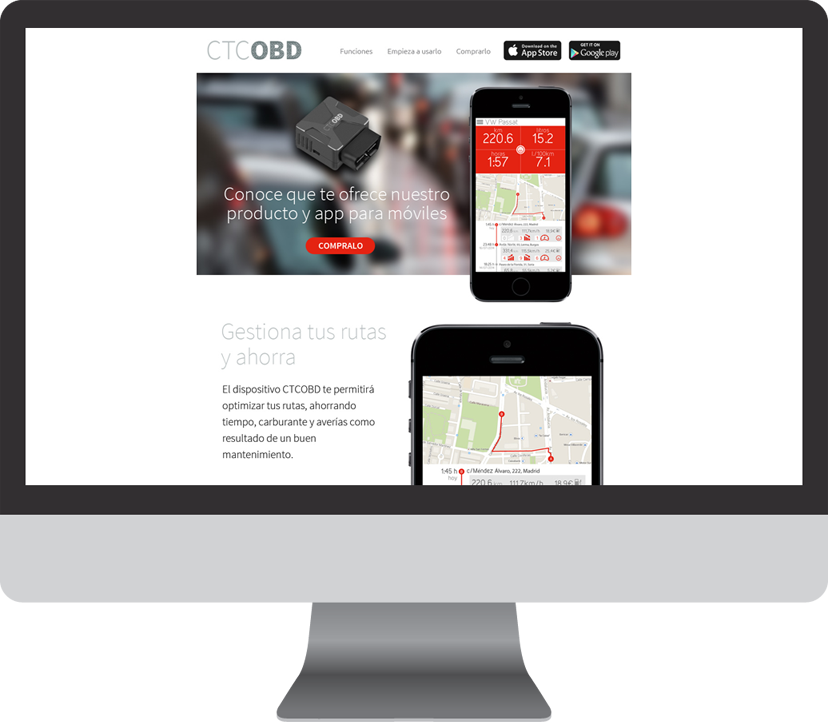 CTCOBD
Funciones
Empieza a usarlo
Comprarlo
Download on the
App Store
GET IT ON
Google play
CTCOBD
Conoce que te ofrece nuestro
producto y app para móviles
COMPRALO
VW Passat
km
litros
220.6
15.2
horas
L/100km
1:57
7.1
Gestiona tus rutas
y ahorra
El dispositivo CTCOBD te permitirá
optimizar tus rutas, ahorrando
tiempo, carburante y averías como
resultado de un buen
mantenimiento.
1:45 h
c/Méndez Álvaro, 222, Madrid
hoy
220.6 km 111.7km/h 18.9€